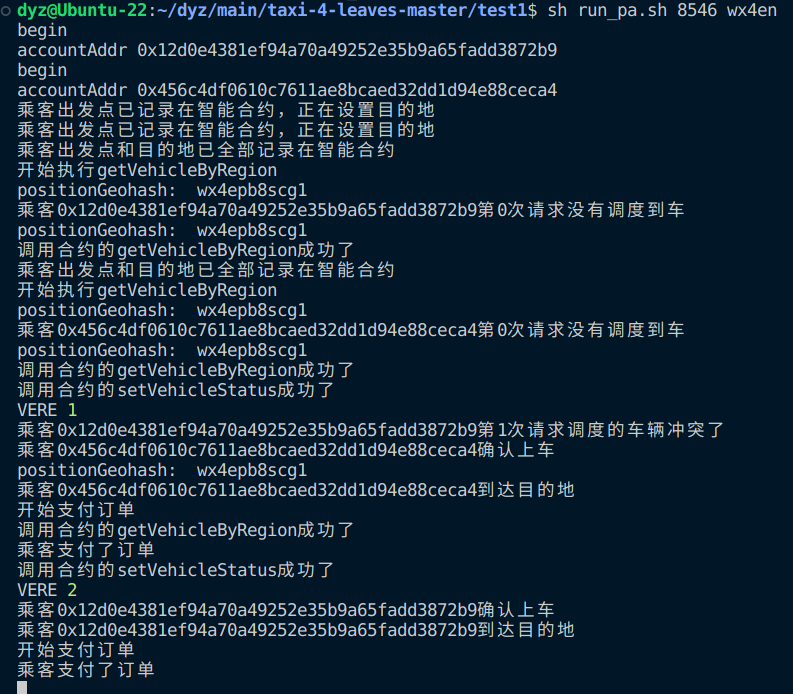 dyz@Ubuntu-22:~/dyz/main/taxi-4-leaves-master/test1$ sh run_pa.sh 8546 wx4en
begin
accountAddr 0x12d0e4381ef94a70a49252e35b9a65fadd3872b9
begin
accountAddr 0x456c4df0610c7611ae8bcaed32dd1d94e88ceca4
乘客出发点已记录在智能合约，正在设置目的地
乘客出发点已记录在智能合约，正在设置目的地
乘客出发点和目的地已全部记录在智能合约
开始执行getVehicleByRegion
positionGeohash:  wx4epb8scg1
乘客0x12d0e4381ef94a70a49252e35b9a65fadd3872b9第0次请求没有调度到车
positionGeohash:  wx4epb8scg1
调用合约的getVehicleByRegion成功了
乘客出发点和目的地已全部记录在智能合约
开始执行getVehicleByRegion
positionGeohash:  wx4epb8scg1
乘客0x456c4df0610c7611ae8bcaed32dd1d94e88ceca4第0次请求没有调度到车
positionGeohash:  wx4epb8scg1
调用合约的getVehicleByRegion成功了
调用合约的setVehicleStatus成功了
VERE 1
乘客0x12d0e4381ef94a70a49252e35b9a65fadd3872b9第1次请求调度的车辆冲突了
乘客0x456c4df0610c7611ae8bcaed32dd1d94e88ceca4确认上车
positionGeohash:  wx4epb8scg1
乘客0x456c4df0610c7611ae8bcaed32dd1d94e88ceca4到达目的地
开始支付订单
调用合约的getVehicleByRegion成功了
乘客支付了订单
调用合约的setVehicleStatus成功了
VERE 2
乘客0x12d0e4381ef94a70a49252e35b9a65fadd3872b9确认上车
乘客0x12d0e4381ef94a70a49252e35b9a65fadd3872b9到达目的地
开始支付订单
乘客支付了订单